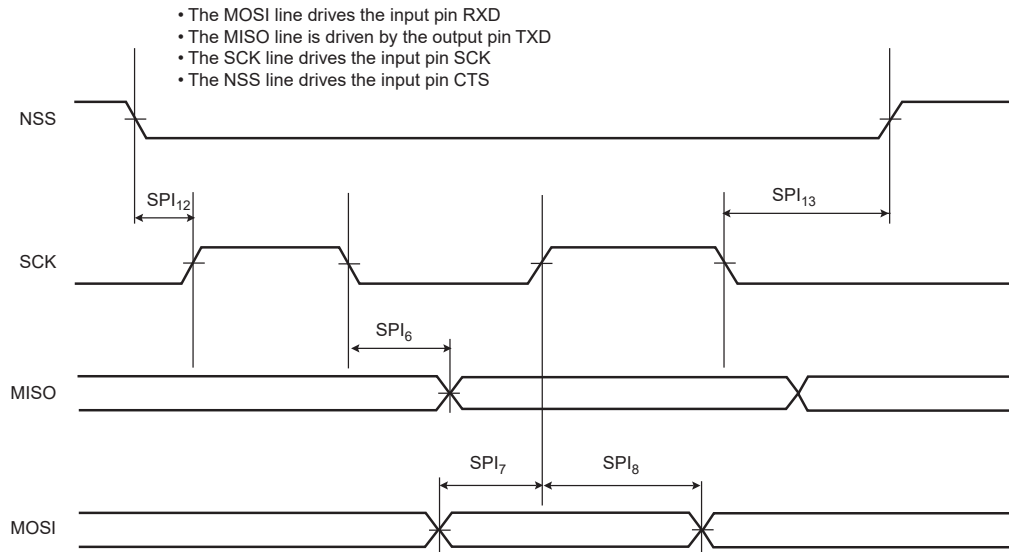 • The MOSI line drives the input pin RXD
• The MISO line is driven by the output pin TXD
• The SCK line drives the input pin SCK
• The NSS line drives the input pin CTS
NSS
SPI12
SPI13
SCK
SPI6
MISO
SPI7
SPI8
MOSI